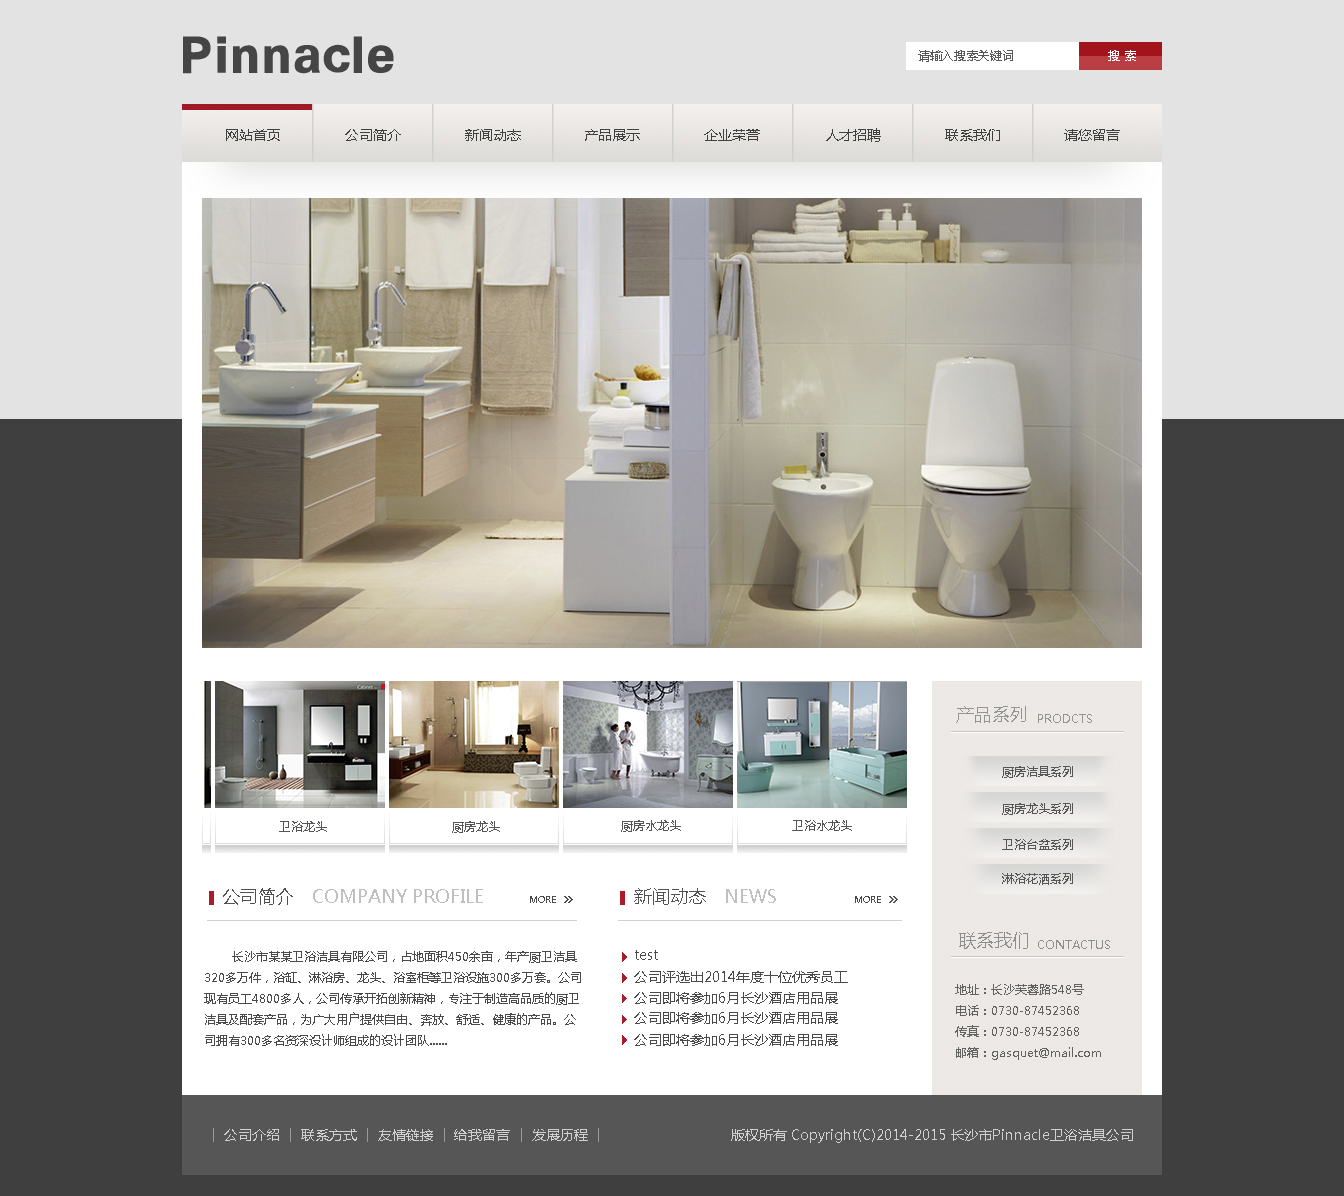 Pinnacle
请输入搜索关键词
搜 索
网站首页
公司简介
新闻动态
产品展示
企业荣誉
人才招聘
联系我们
请您留言
卫浴龙头
厨房龙头
厨房水龙头
卫浴水龙头
产品系列 PRODCTS
厨房洁具系列
厨房龙头系列
卫浴台盆系列
淋浴花洒系列
公司简介 COMPANY PROFILE MORE »
长沙市某某卫浴洁具有限公司，占地面积450余亩，年产厨卫洁具
320多万件，浴缸、淋浴房、龙头、浴室柜等卫浴设施300多万套。公司
现有员工4800多人，公司传承开拓创新精神，专注于制造高品质的厨卫
洁具及配套产品，为广大用户提供自由、奔放、舒适、健康的产品。公
司拥有300多名资深设计师组成的设计团队......
新闻动态 NEWS MORE »
test
公司评选出2014年度十位优秀员工
公司即将参加6月长沙酒店用品展
公司即将参加6月长沙酒店用品展
公司即将参加6月长沙酒店用品展
联系我们 CONTACTUS
地址：长沙芙蓉路548号
电话：0730-87452368
传真：0730-87452368
邮箱：gasquet@mail.com
｜ 公司介绍 ｜ 联系方式 ｜ 友情链接 ｜ 给我留言 ｜ 发展历程 ｜
版权所有 Copyright(C)2014-2015 长沙市Pinnacle卫浴洁具公司